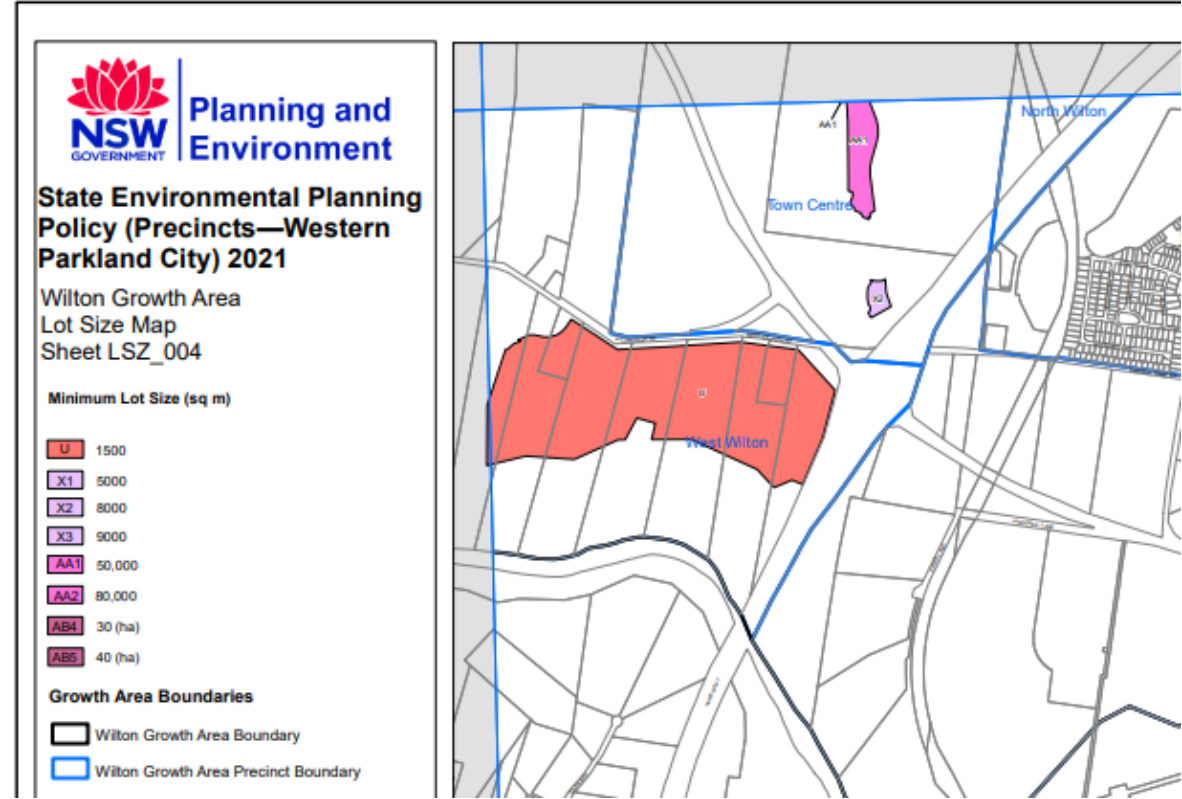 NSW
GOVERNMENT
Planning and
Environment
State Environmental Planning
Policy (Precincts—Western
Parkland City) 2021
Wilton Growth Area
Lot Size Map
Sheet LSZ_004
Minimum Lot Size (sq m)
U 1500
X1 5000
X2 8000
X3 9000
AA1 50,000
AA2 80,000
AB4 30 (ha)
AB5 40 (ha)
Growth Area Boundaries
Wilton Growth Area Boundary
Wilton Growth Area Precinct Boundary
North Wilton
AA1
AA1
Town Centre
X2
U
West Wilton